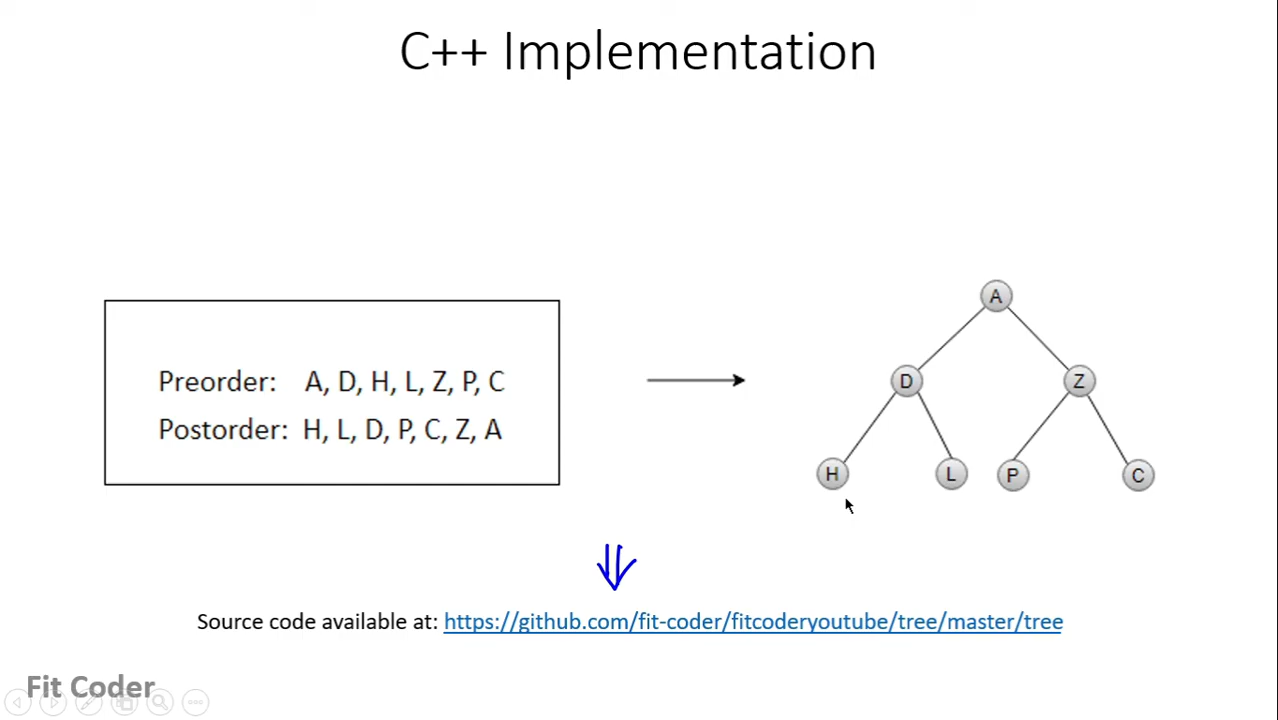 C++ Implementation
Preorder: A, D, H, L, Z, P, C
Postorder: H, L, D, P, C, Z, A
A
D
Z
H
L
P
C
Source code available at: https://github.com/fit-coder/fitcoderyoutube/tree/master/tree
Fit Coder